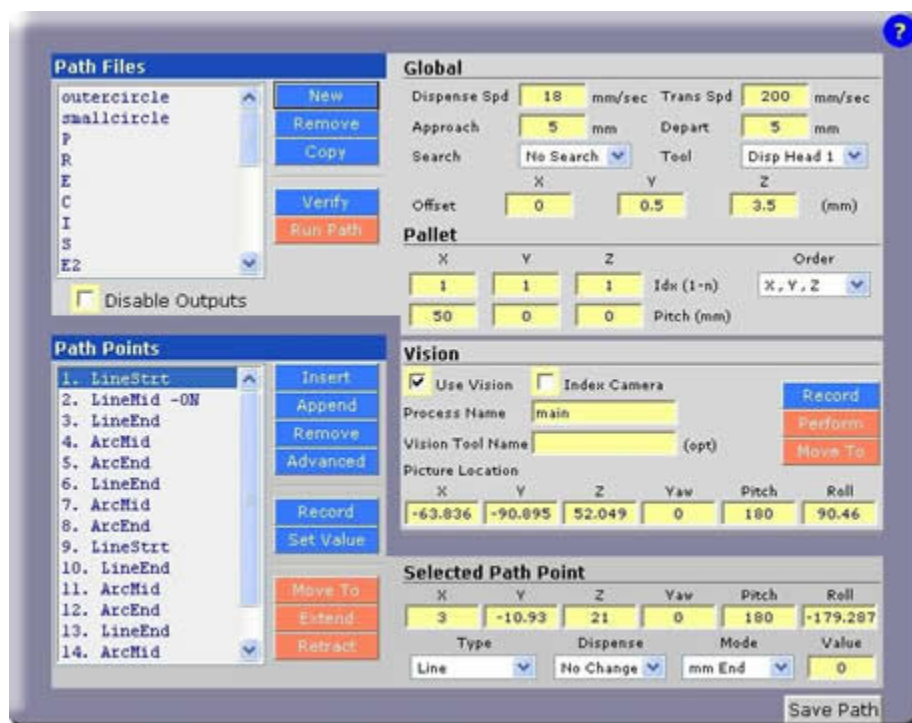 ?
Path Files
outercircle
smallcircle
P
R
E
C
I
S
E2
New
Remove
Copy
Verify
Run Path
Disable Outputs
Global
Dispense Spd 18 mm/sec Trans Spd 200 mm/sec
Approach 5 mm Depart 5 mm
Search No Search Tool Disp Head 1
X Y Z
Offset 0 0.5 3.5 (mm)
Pallet
X Y Z Order
1 1 1 Idx (1-n) X,Y,Z
50 0 0 Pitch (mm)
Path Points
1. LineStrt
2. LineMid -ON
3. LineEnd
4. ArcMid
5. ArcEnd
6. LineEnd
7. ArcMid
8. ArcEnd
9. LineStrt
10. LineEnd
11. ArcMid
12. ArcEnd
13. LineEnd
14. ArcMid
Insert
Append
Remove
Advanced
Record
Set Value
Move To
Extend
Retract
Vision
Use Vision Index Camera
Process Name main
Vision Tool Name (opt)
Record
Perform
Move To
Picture Location
X Y Z Yaw Pitch Roll
-63.836 -90.895 52.049 0 180 90.46
Selected Path Point
X Y Z Yaw Pitch Roll
3 -10.93 21 0 180 -179.287
Type Dispense Mode Value
Line No Change mm End 0
Save Path